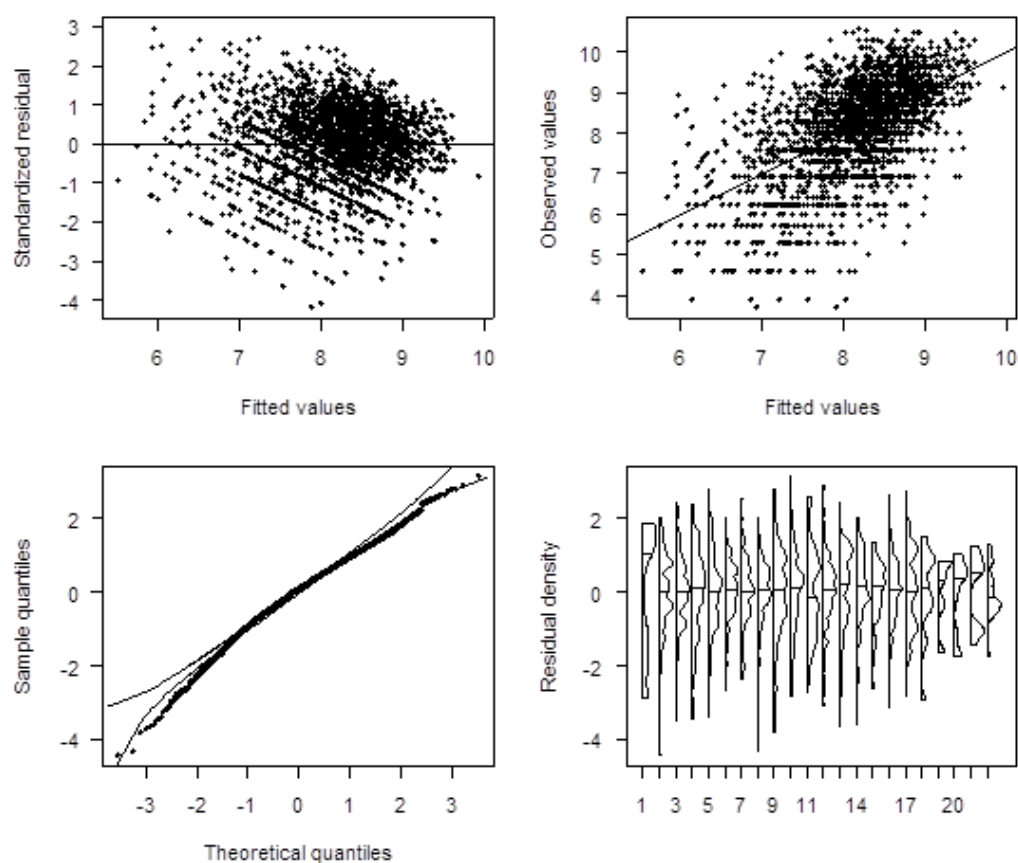 Standardized residual
3
2
1
0
-1
-2
-3
-4
6 7 8 9 10
Fitted values
Observed values
10
9
8
7
6
5
4
6 7 8 9 10
Fitted values
Sample quantiles
2
0
-2
-4
-3 -2 -1 0 1 2 3
Theoretical quantiles
Residual density
2
0
-2
-4
1 3 5 7 9 11 14 17 20